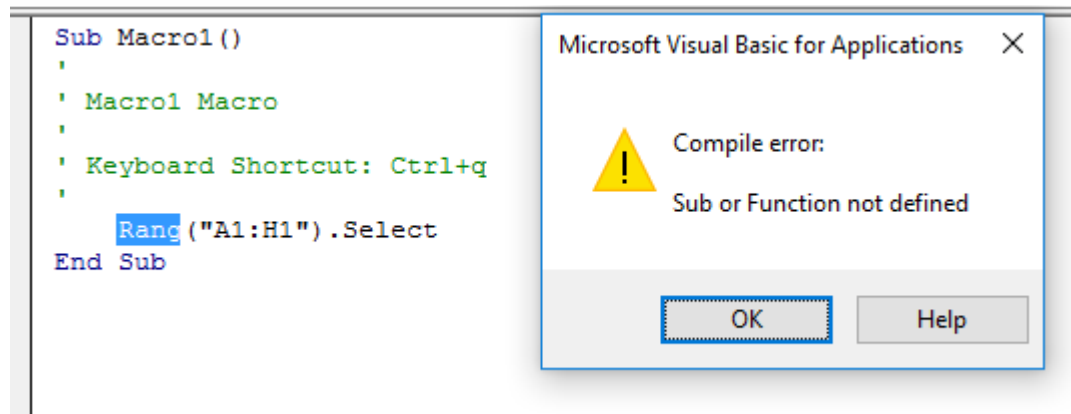 Sub Macro1()
'
' Macro1 Macro
'
' Keyboard Shortcut: Ctrl+q
'
Rang("A1:H1").Select
End Sub
Microsoft Visual Basic for Applications
Compile error:
Sub or Function not defined
OK
Help